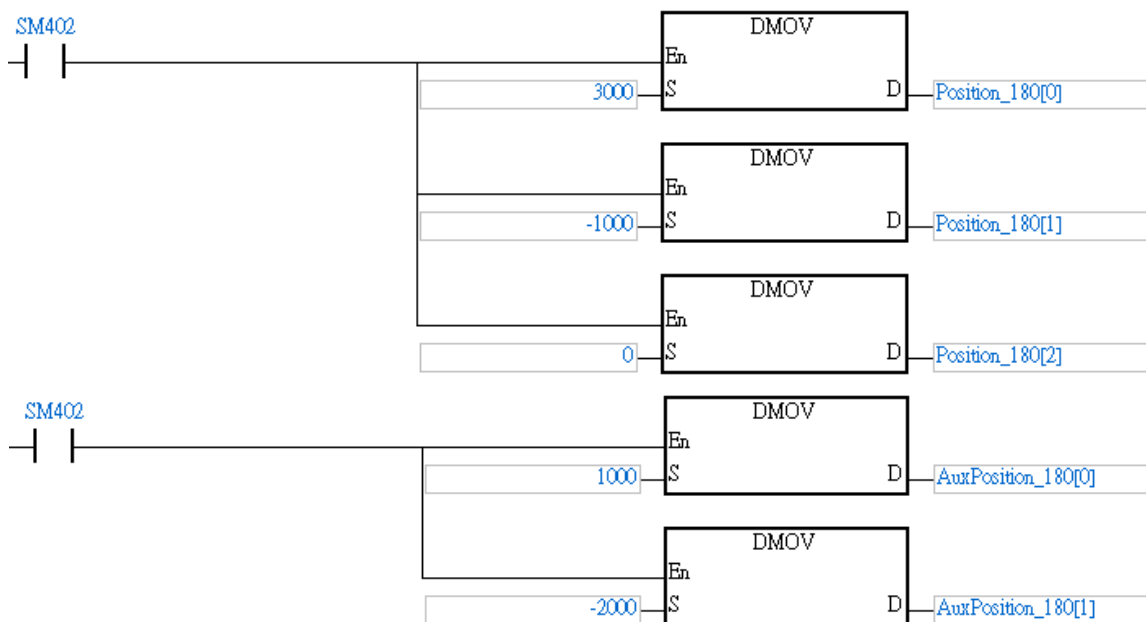 SM402
DMOV
En
3000 S D Position_180[0]
DMOV
En
-1000 S D Position_180[1]
DMOV
En
0 S D Position_180[2]
SM402
DMOV
En
1000 S D AuxPosition_180[0]
DMOV
En
-2000 S D AuxPosition_180[1]